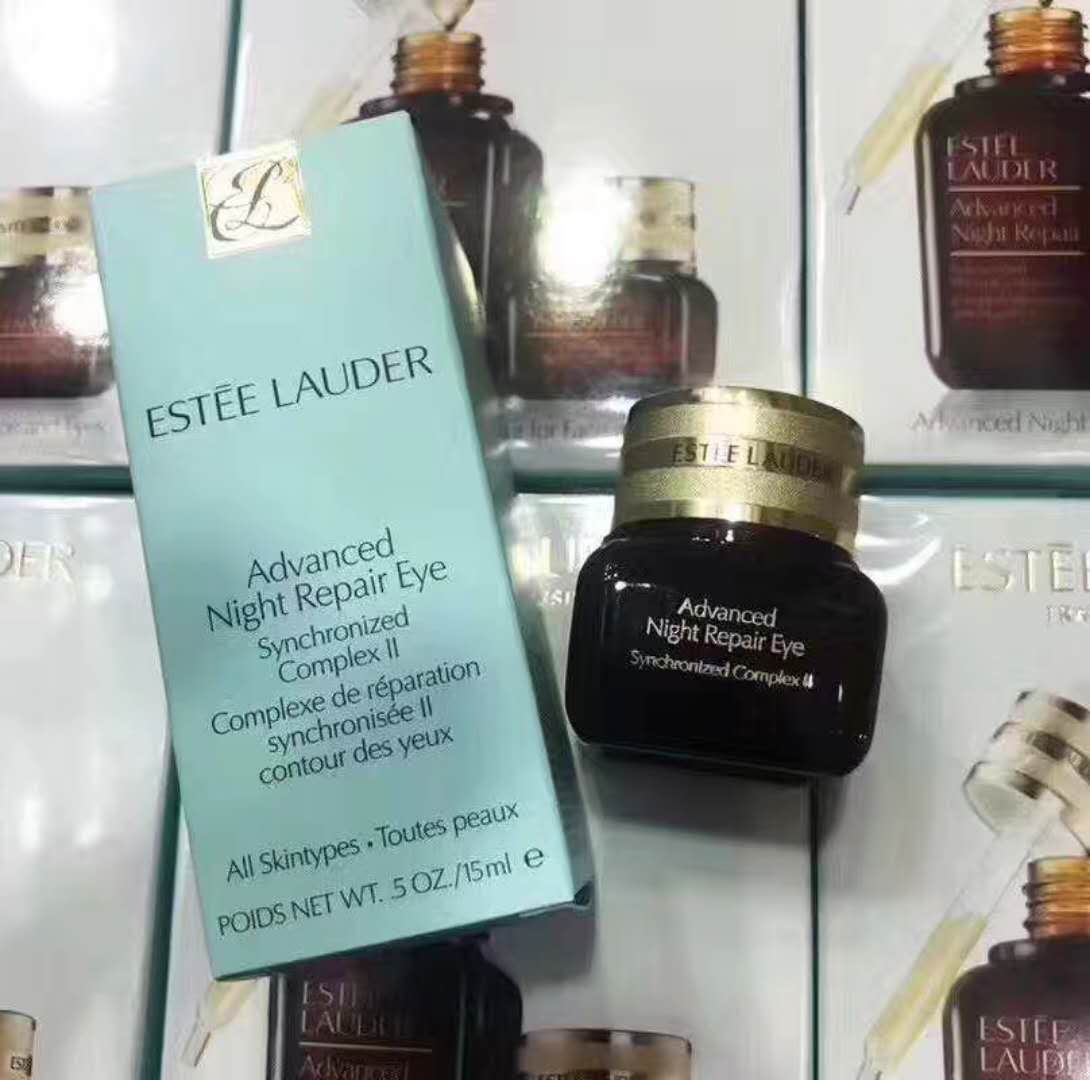 ESTĒE LAUDER
Advanced
Night Repair Eye
Synchronized
Complex II
Complexe de réparation
synchronisée II
contour des yeux
All Skintypes • Toutes peaux
POIDS NET WT. .5 OZ./15ml e
ESTĒE LAUDER
Advanced
Night Repair Eye
Synchronized Complex II
ESTĒE
LAUDER
Advanced
Night Repair
Advanced Night
DER
ESTĒE
ESTĒE
LAUDER
Advanced
ESTĒE
LAUDER